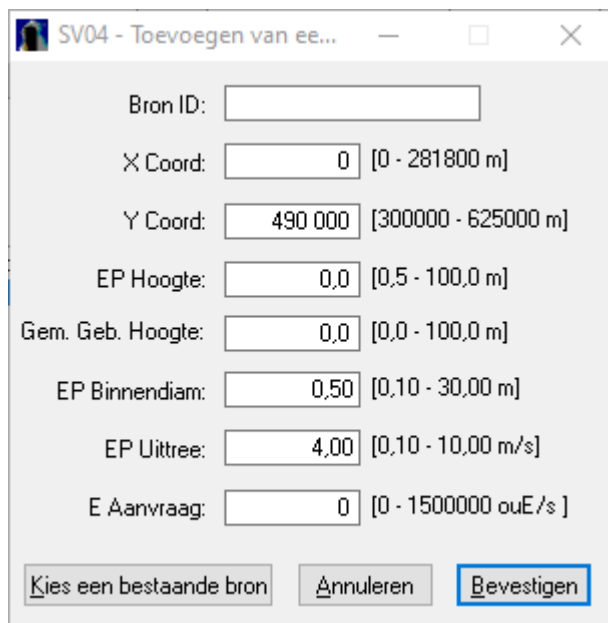 SV04 - Toevoegen van ee...
Bron ID:
X Coord: 0 [0 - 281800 m]
Y Coord: 490 000 [300000 - 625000 m]
EP Hoogte: 0,0 [0,5 - 100,0 m]
Gem. Geb. Hoogte: 0,0 [0,0 - 100,0 m]
EP Binnendiam: 0,50 [0,10 - 30,00 m]
EP Uittree: 4,00 [0,10 - 10,00 m/s]
E Aanvraag: 0 [0 - 1500000 ouE/s ]
Kies een bestaande bron Annuleren Bevestigen